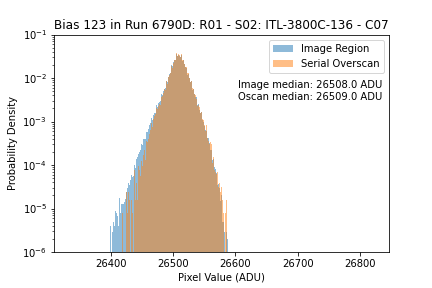 Bias 123 in Run 6790D: R01 - S02: ITL-3800C-136 - C07
Image Region
Serial Overscan
Image median: 26508.0 ADU
Oscan median: 26509.0 ADU
Probability Density
10⁻¹
10⁻²
10⁻³
10⁻⁴
10⁻⁵
10⁻⁶
26400 26500 26600 26700 26800
Pixel Value (ADU)